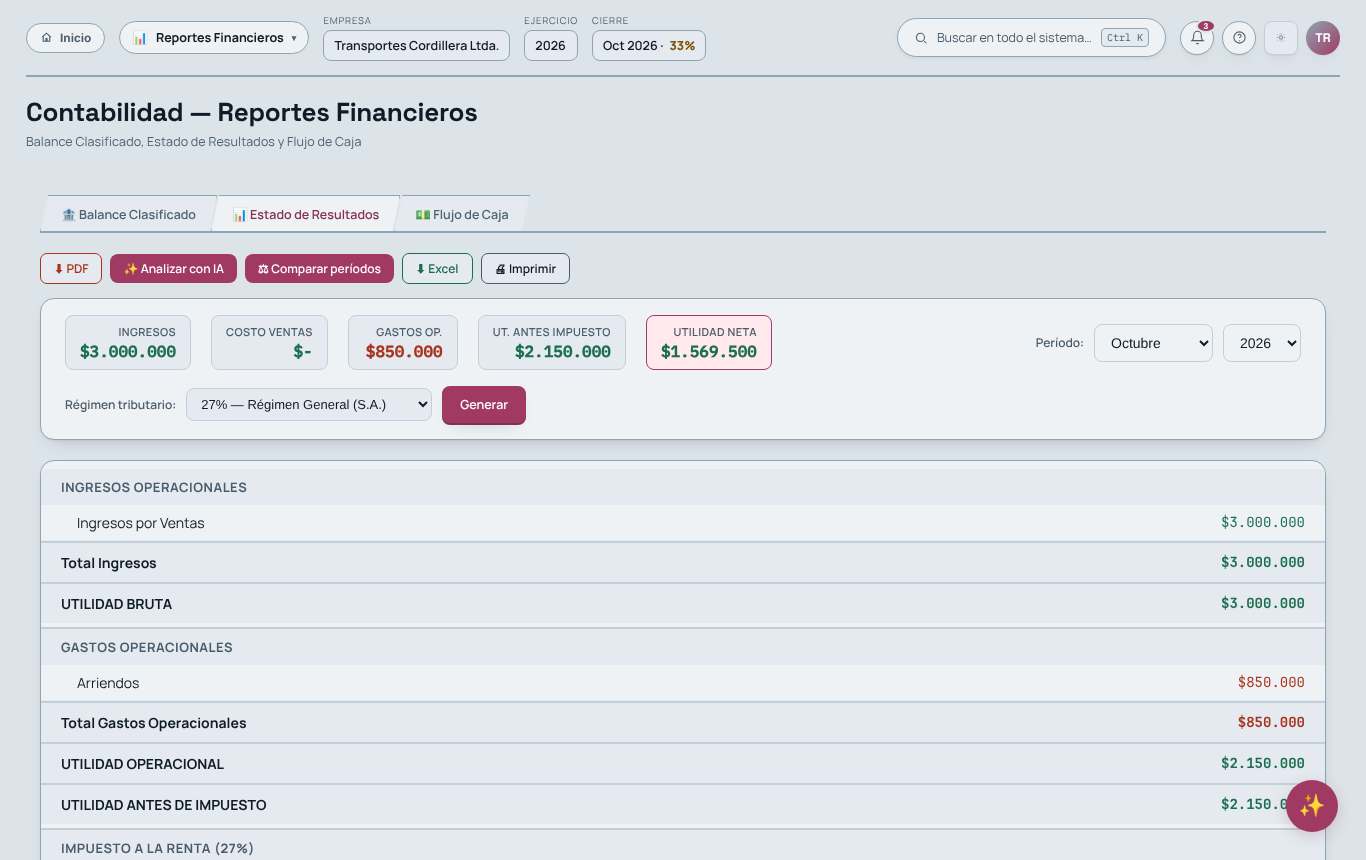 Inicio
Reportes Financieros
EMPRESA
Transportes Cordillera Ltda.
EJERCICIO
2026
CIERRE
Oct 2026 · 33%
Buscar en todo el sistema... Ctrl K
3
TR
Contabilidad — Reportes Financieros
Balance Clasificado, Estado de Resultados y Flujo de Caja
Balance Clasificado
Estado de Resultados
Flujo de Caja
PDF
Analizar con IA
Comparar períodos
Excel
Imprimir
INGRESOS
$3.000.000
COSTO VENTAS
$-
GASTOS OP.
$850.000
UT. ANTES IMPUESTO
$2.150.000
UTILIDAD NETA
$1.569.500
Período: Octubre 2026
Régimen tributario: 27% — Régimen General (S.A.) Generar
INGRESOS OPERACIONALES
Ingresos por Ventas $3.000.000
Total Ingresos $3.000.000
UTILIDAD BRUTA $3.000.000
GASTOS OPERACIONALES
Arriendos $850.000
Total Gastos Operacionales $850.000
UTILIDAD OPERACIONAL $2.150.000
UTILIDAD ANTES DE IMPUESTO $2.150.0
IMPUESTO A LA RENTA (27%)